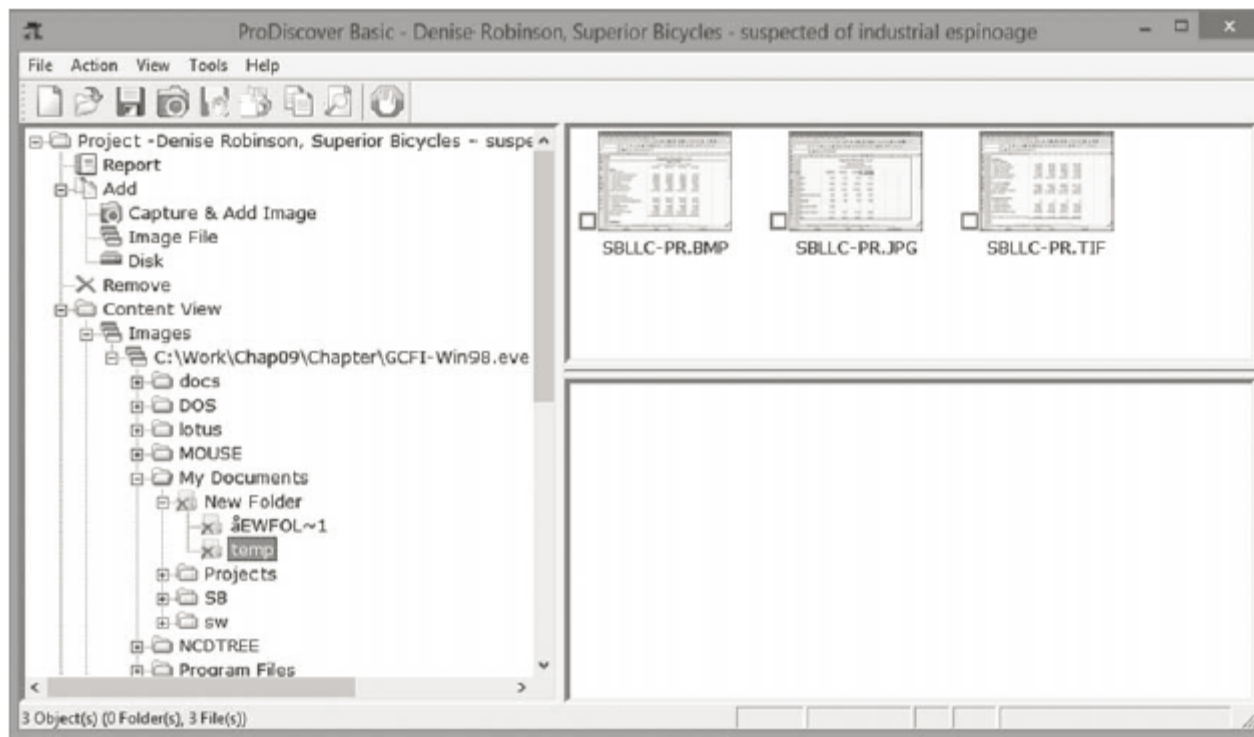 ProDiscover Basic - Denise Robinson, Superior Bicycles - suspected of industrial espinoage
File Action View Tools Help
Project -Denise Robinson, Superior Bicycles - suspe
Report
Add
Capture & Add Image
Image File
Disk
Remove
Content View
Images
C:\Work\Chap09\Chapter\GCFI-Win98.eve
docs
DOS
lotus
MOUSE
My Documents
New Folder
åEWFOL~1
temp
Projects
SB
sw
NCDTREE
Program Files
SBLLC-PR.BMP
SBLLC-PR.JPG
SBLLC-PR.TIF
3 Object(s) (0 Folder(s), 3 File(s))